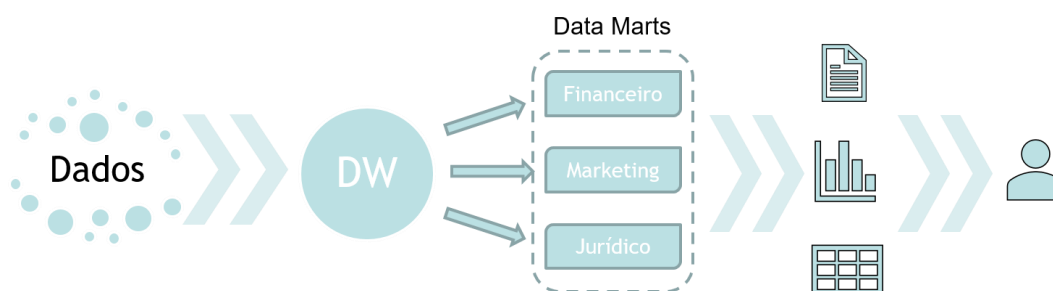 Data Marts
Dados
DW
Financeiro
Marketing
Jurídico